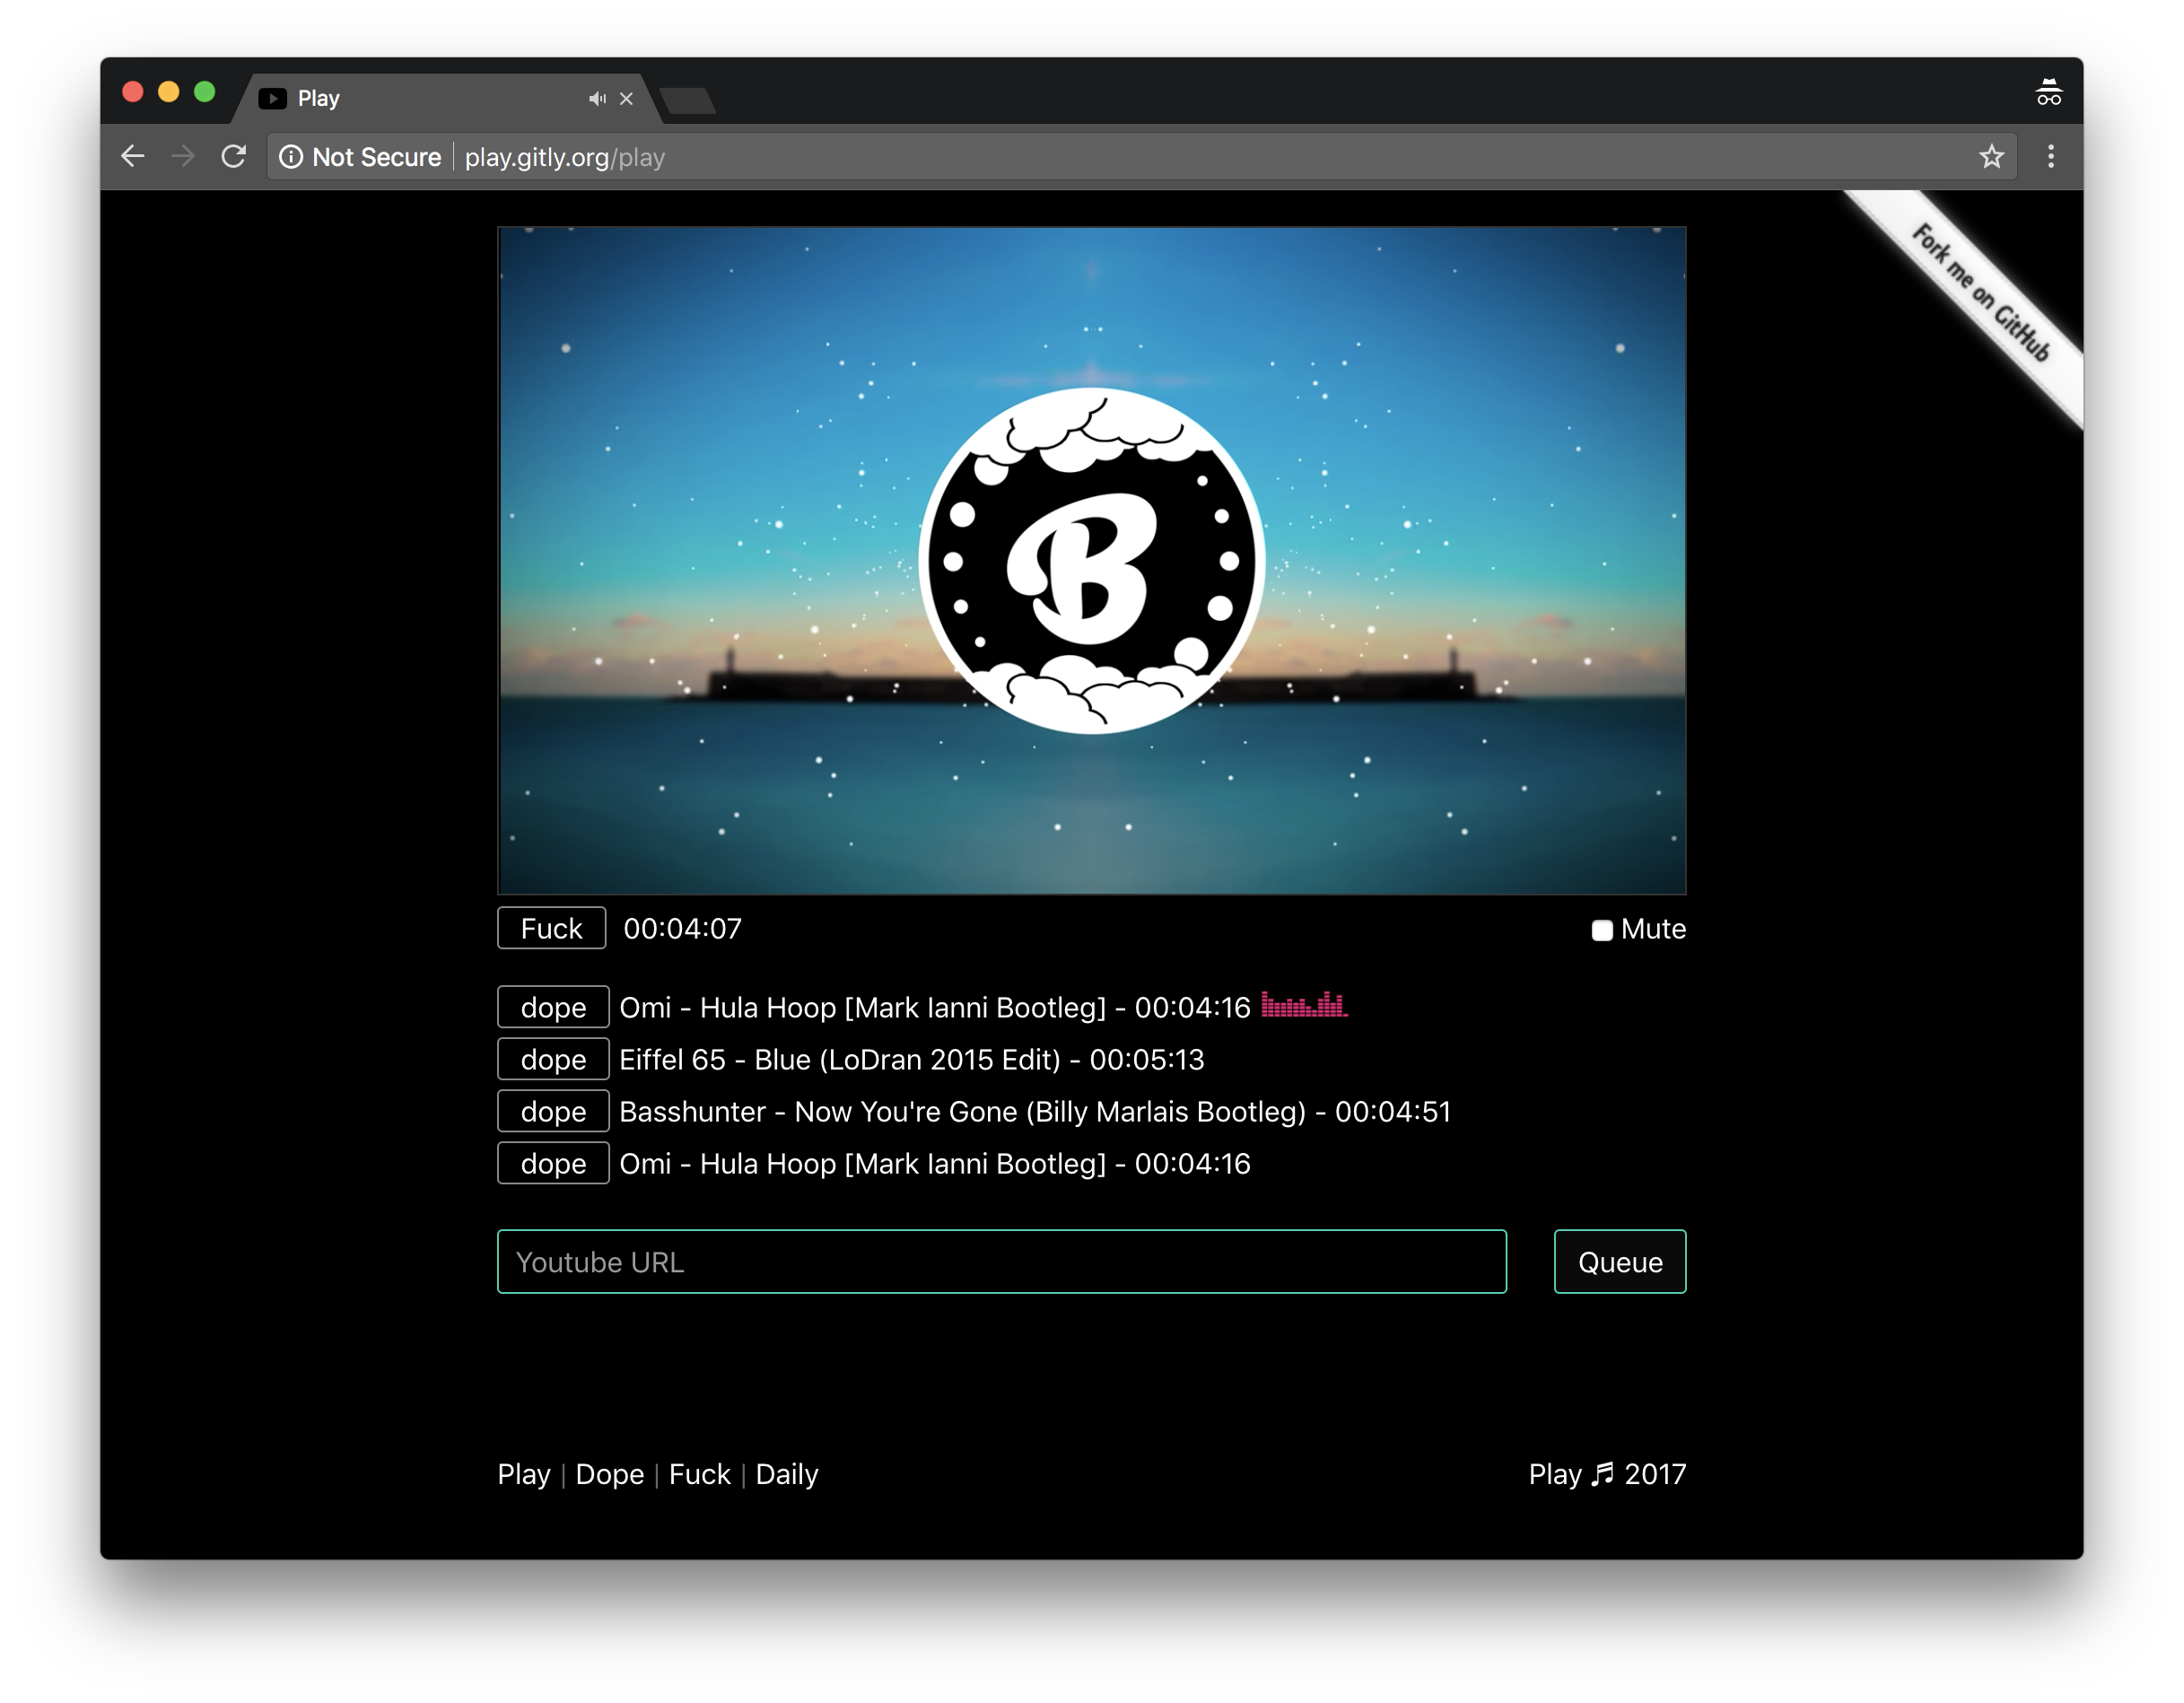 Play
Not Secure play.gitly.org/play
Fork me on GitHub
B
Fuck 00:04:07 Mute
dope Omi - Hula Hoop [Mark Ianni Bootleg] - 00:04:16
dope Eiffel 65 - Blue (LoDran 2015 Edit) - 00:05:13
dope Basshunter - Now You're Gone (Billy Marlais Bootleg) - 00:04:51
dope Omi - Hula Hoop [Mark Ianni Bootleg] - 00:04:16
Youtube URL Queue
Play | Dope | Fuck | Daily Play ♬ 2017